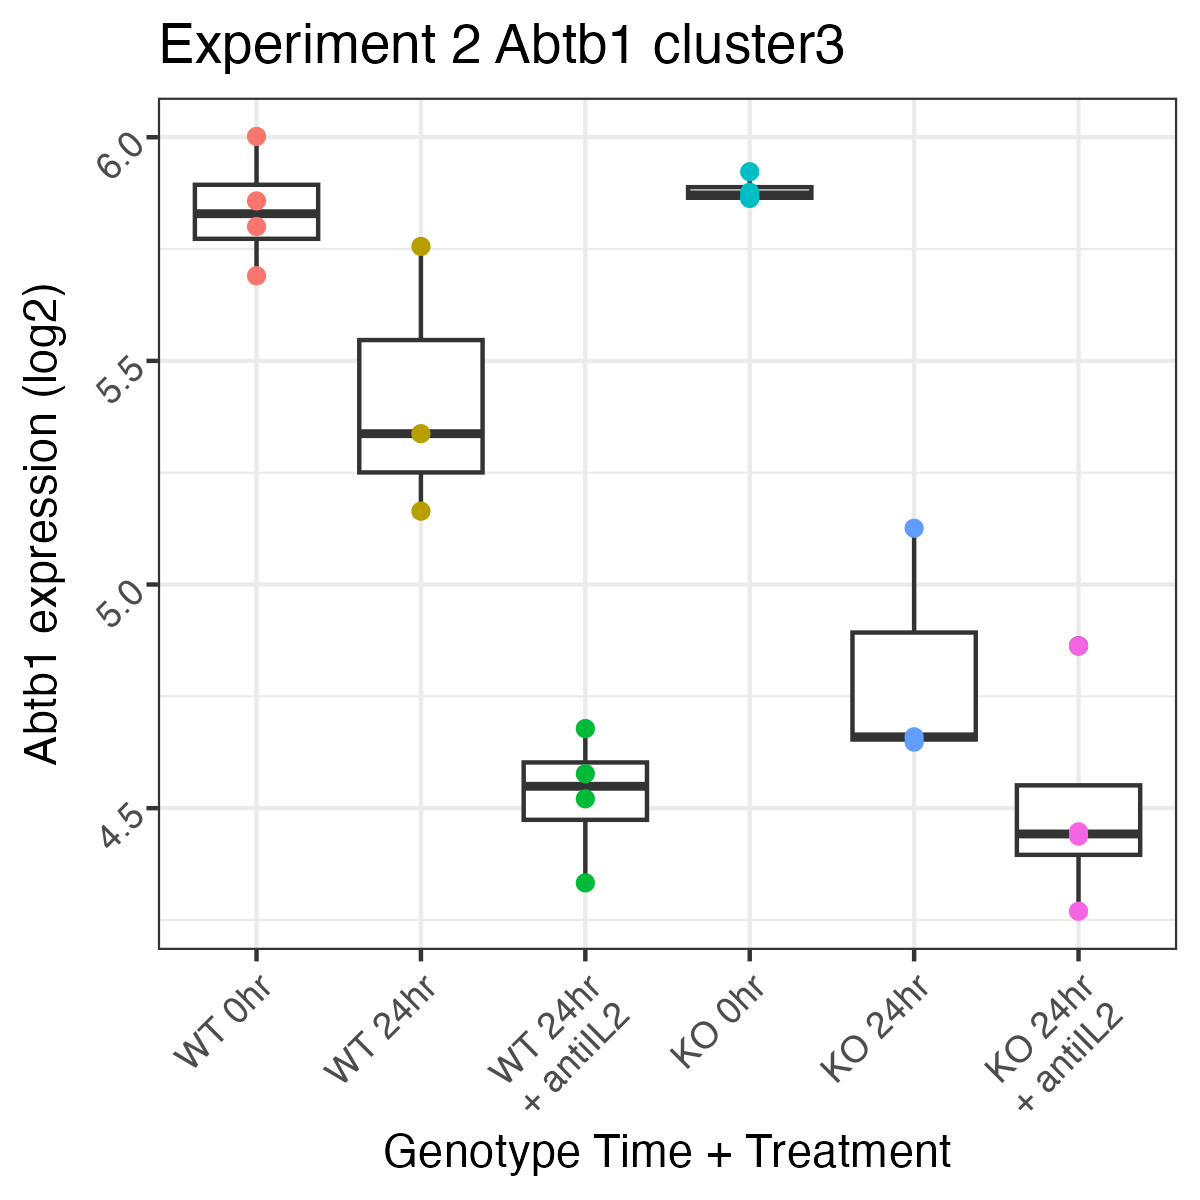 Experiment 2 Abtb1 cluster3
Abtb1 expression (log2)
6.0
5.5
5.0
4.5
WT 0hr
WT 24hr
WT 24hr
+ antiIL2
KO 0hr
KO 24hr
KO 24hr
+ antiIL2
Genotype Time + Treatment